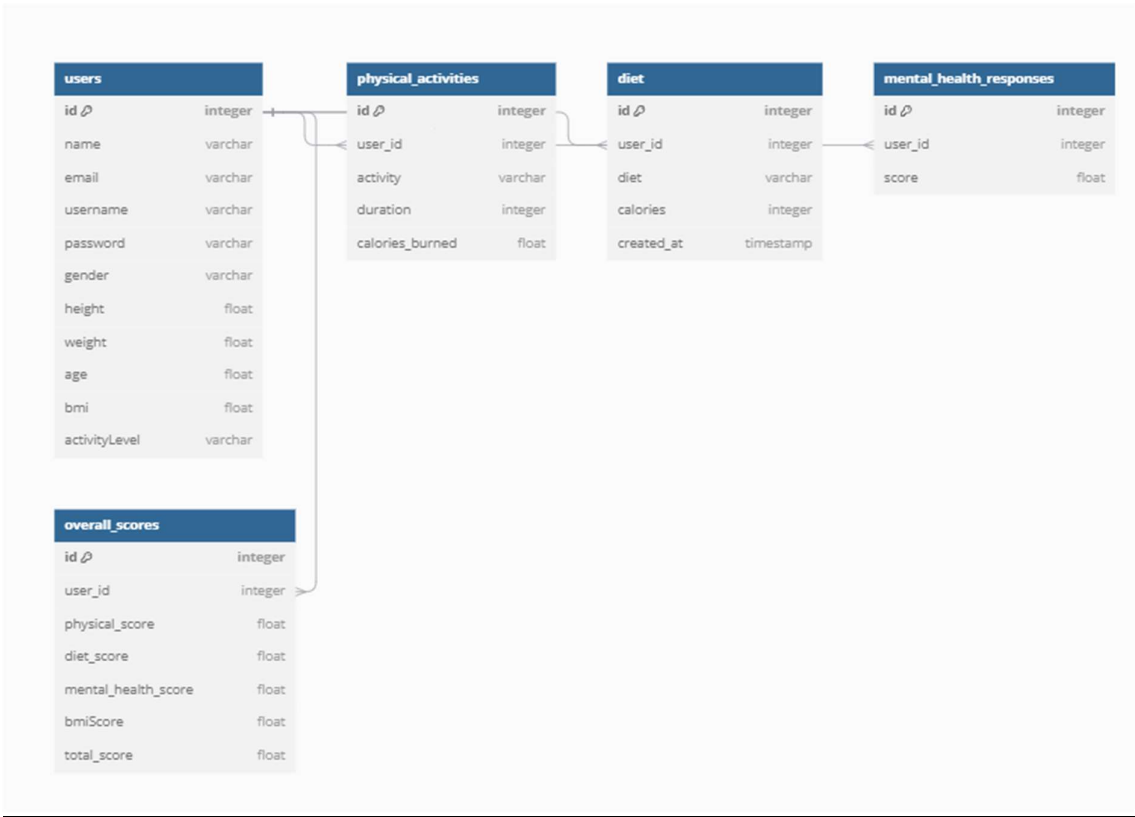 users
id integer
name varchar
email varchar
username varchar
password varchar
gender varchar
height float
weight float
age float
bmi float
activityLevel varchar
physical_activities
id integer
user_id integer
activity varchar
duration integer
calories_burned float
diet
id integer
user_id integer
diet varchar
calories integer
created_at timestamp
mental_health_responses
id integer
user_id integer
score float
overall_scores
id integer
user_id integer
physical_score float
diet_score float
mental_health_score float
bmiScore float
total_score float